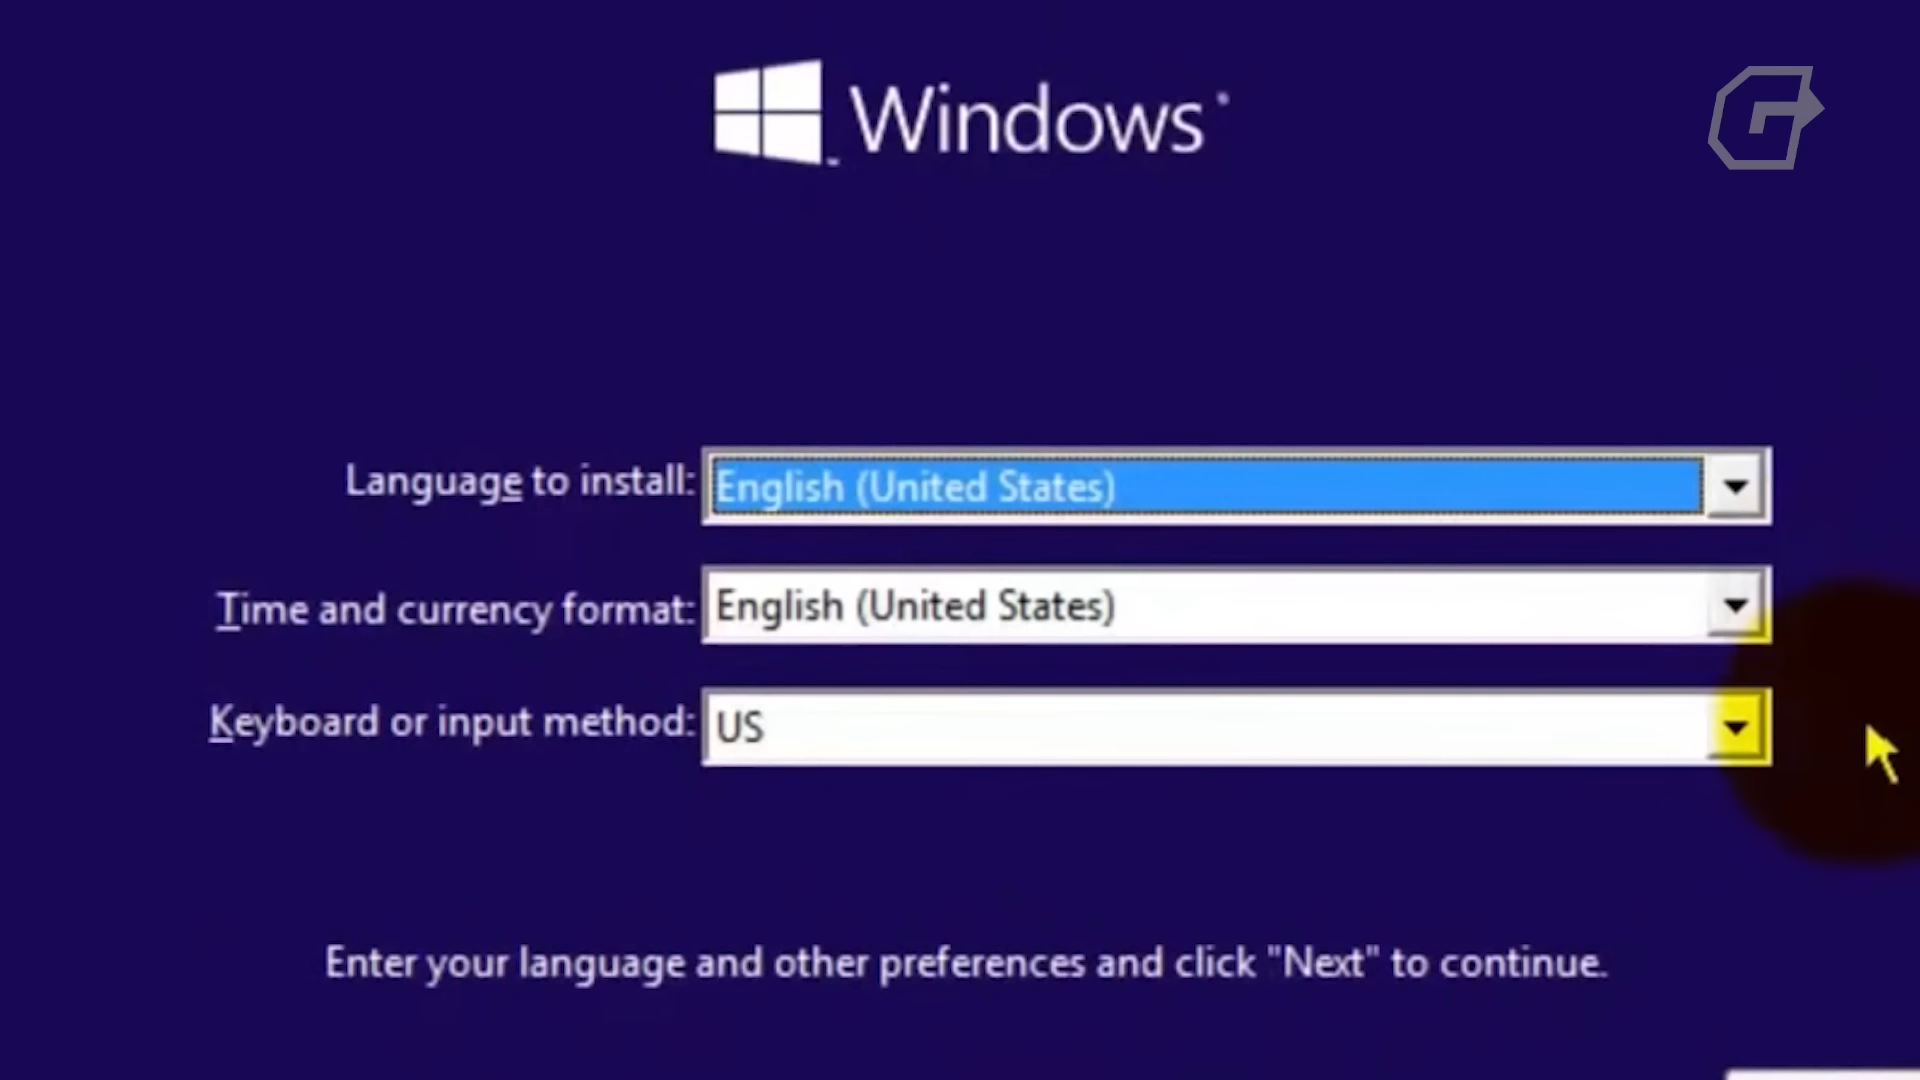 Windows
Language to install: English (United States)
Time and currency format: English (United States)
Keyboard or input method: US
Enter your language and other preferences and click "Next" to continue.